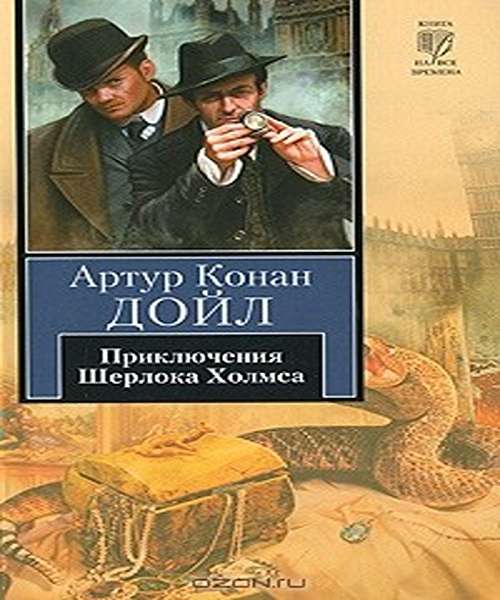 КНИГА
НА ВСЕ
ВРЕМЕНА
Артур Конан
ДОЙЛ
Приключения
Шерлока Холмса
ozon.ru